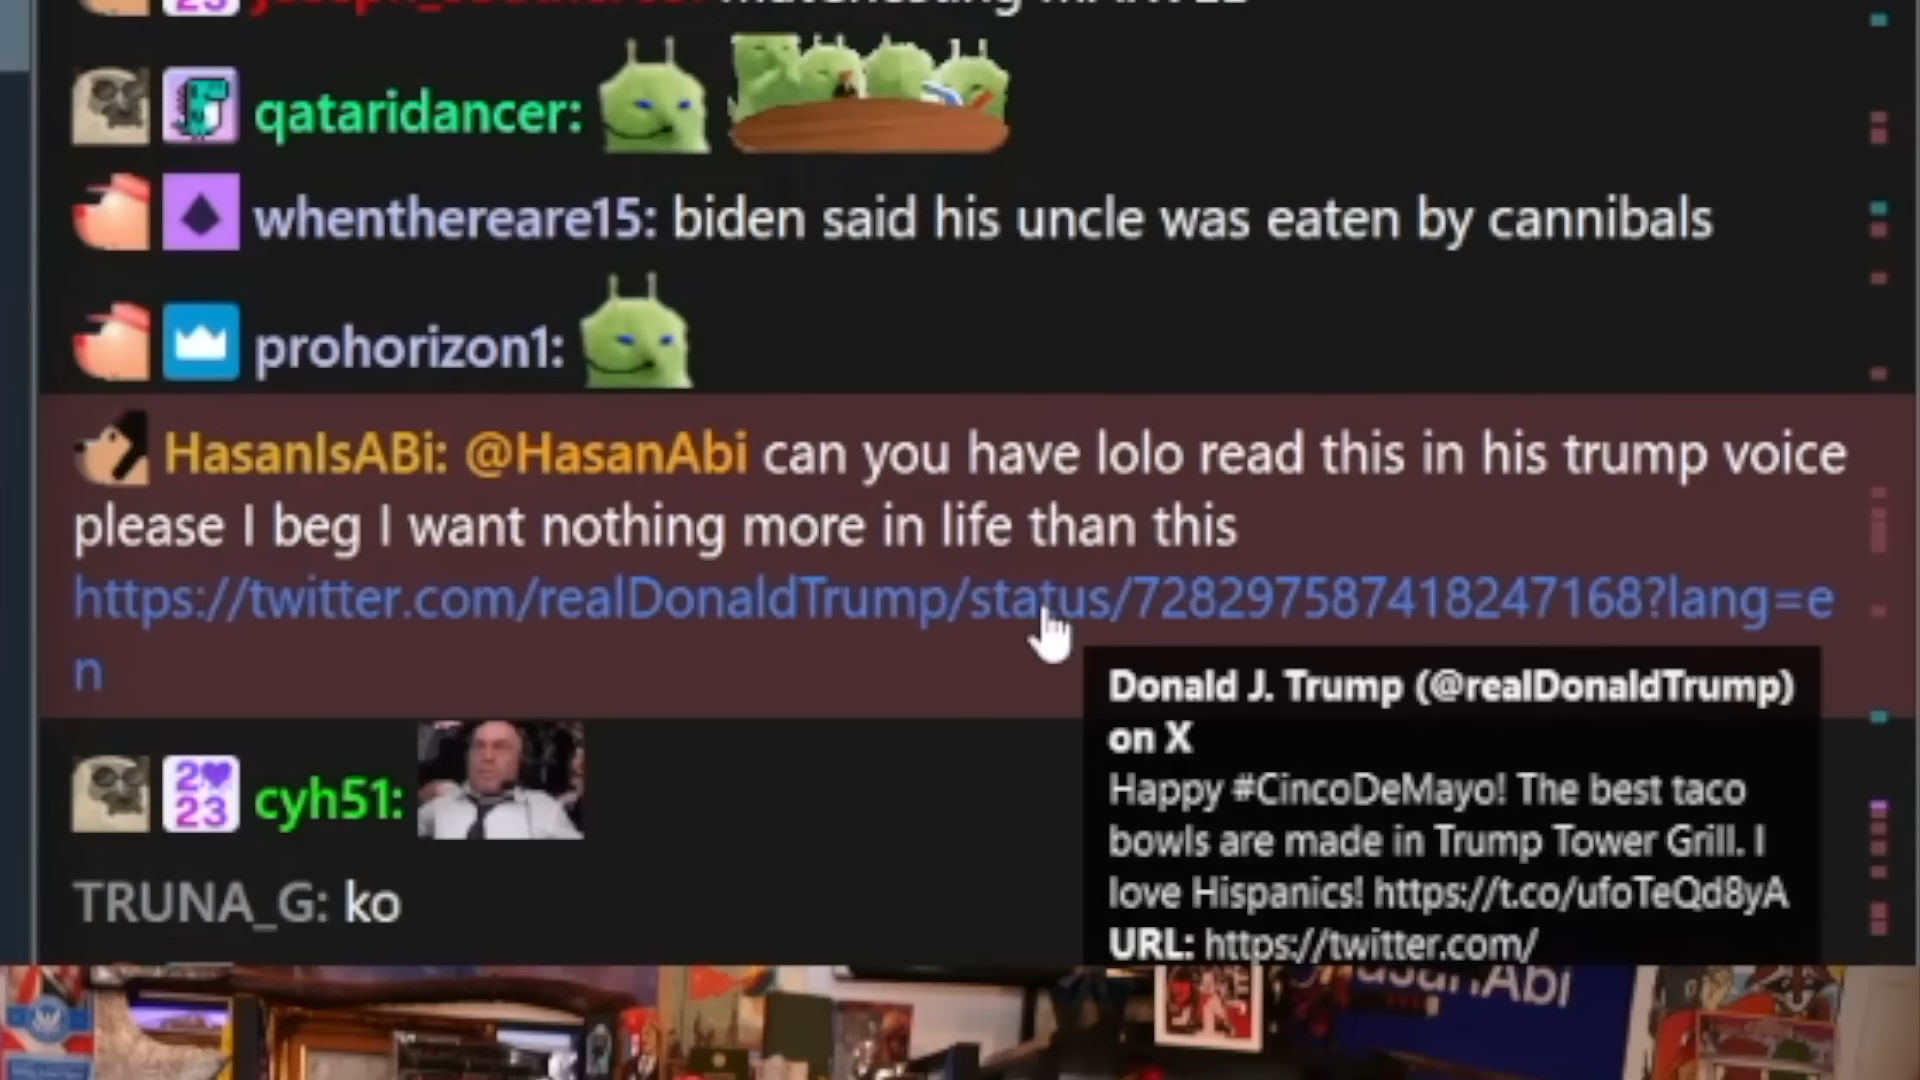 qataridancer:
whenthereare15: biden said his uncle was eaten by cannibals
prohorizon1:
HasanIsABi: @HasanAbi can you have lolo read this in his trump voice
please I beg I want nothing more in life than this
https://twitter.com/realDonaldTrump/status/728297587418247168?lang=e
n
Donald J. Trump (@realDonaldTrump)
on X
Happy #CincoDeMayo! The best taco
bowls are made in Trump Tower Grill. I
love Hispanics! https://t.co/ufoTeQd8yA
URL: https://twitter.com/
2
23
cyh51:
TRUNA_G: ko